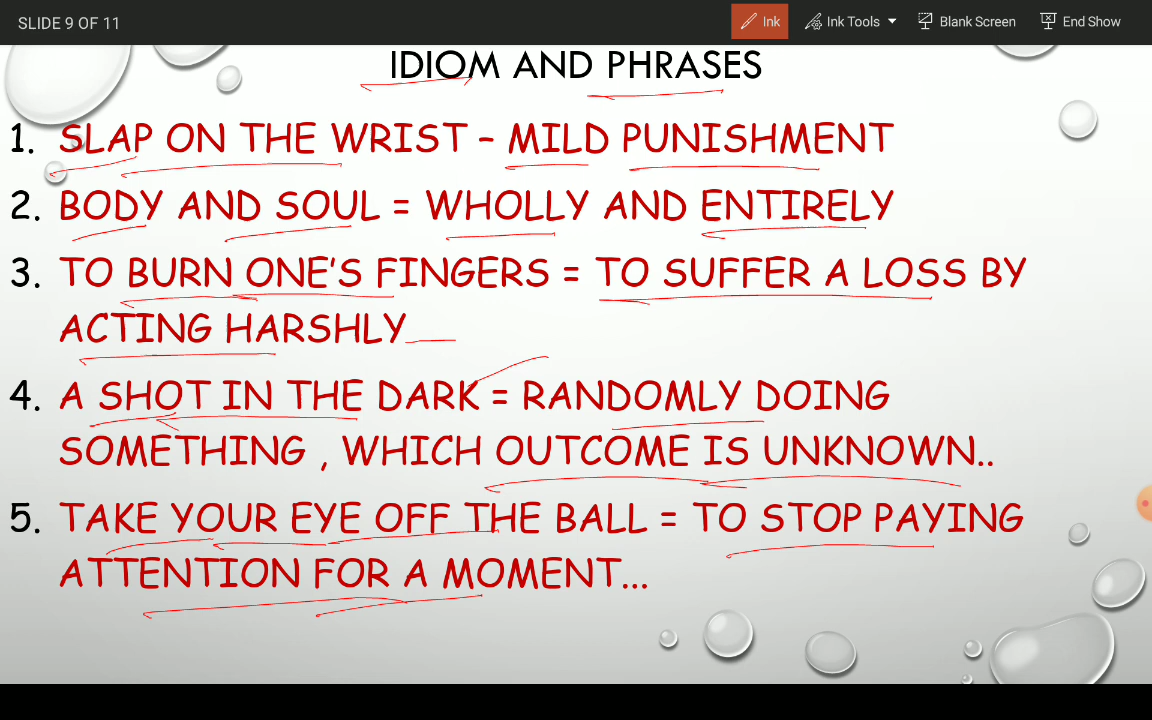 SLIDE 9 OF 11
Ink
Ink Tools
Blank Screen
End Show
IDIOM AND PHRASES
1. SLAP ON THE WRIST – MILD PUNISHMENT
2. BODY AND SOUL = WHOLLY AND ENTIRELY
3. TO BURN ONE'S FINGERS = TO SUFFER A LOSS BY
ACTING HARSHLY
4. A SHOT IN THE DARK = RANDOMLY DOING
SOMETHING , WHICH OUTCOME IS UNKNOWN..
5. TAKE YOUR EYE OFF THE BALL = TO STOP PAYING
ATTENTION FOR A MOMENT...